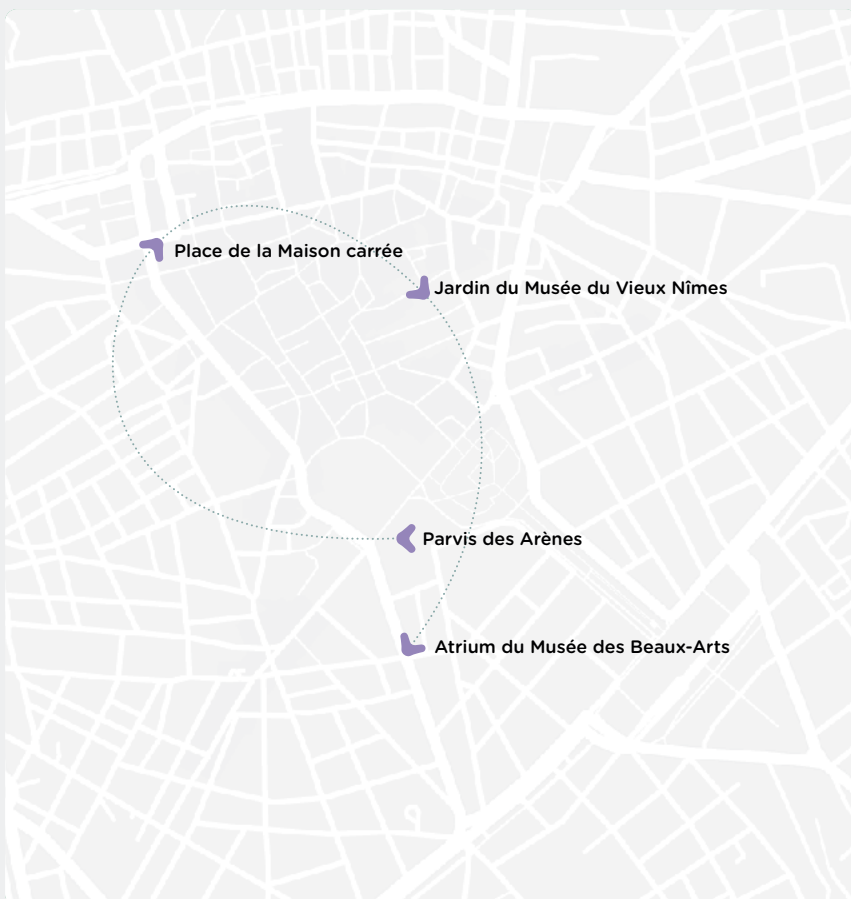 Place de la Maison carrée
Jardin du Musée du Vieux Nîmes
Parvis des Arènes
Atrium du Musée des Beaux-Arts